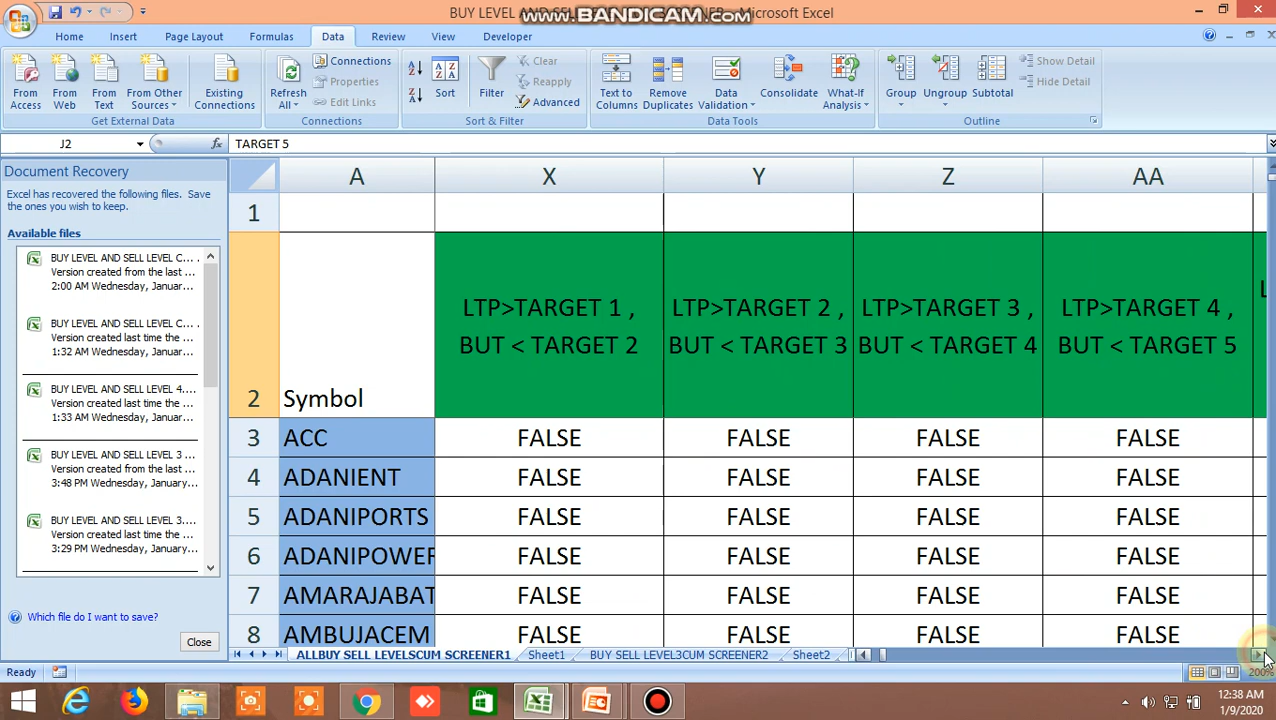 BUY LEVEL AND SELL LEVEL
www.BANDICAM.com
Microsoft Excel
Home Insert Page Layout Formulas Data Review View Developer
From Access
From Web
From Text
From Other Sources
Existing Connections
Get External Data
Refresh All
Connections
Properties
Edit Links
Connections
Sort
Filter
Clear
Reapply
Advanced
Sort & Filter
Text to Columns
Remove Duplicates
Data Validation
Consolidate
What-If Analysis
Data Tools
Group
Ungroup
Subtotal
Show Detail
Hide Detail
Outline
J2 fx TARGET 5
Document Recovery
Excel has recovered the following files. Save
the ones you wish to keep.
Available files
BUY LEVEL AND SELL LEVEL C... .
Version created from the last ...
2:00 AM Wednesday, Januar...
BUY LEVEL AND SELL LEVEL C...
Version created last time the ...
1:32 AM Wednesday, Januar...
BUY LEVEL AND SELL LEVEL 4....
Version created last time the ...
1:33 AM Wednesday, Januar...
BUY LEVEL AND SELL LEVEL 3 ...
Version created from the last ...
3:48 PM Wednesday, January...
BUY LEVEL AND SELL LEVEL 3....
Version created last time the ...
3:29 PM Wednesday, January...
Which file do I want to save?
Close
A X Y Z AA
1
2 Symbol
LTP>TARGET 1 ,
BUT < TARGET 2
LTP>TARGET 2 ,
BUT < TARGET 3
LTP>TARGET 3 ,
BUT < TARGET 4
LTP>TARGET 4 ,
BUT < TARGET 5
L
3 ACC FALSE FALSE FALSE FALSE
4 ADANIENT FALSE FALSE FALSE FALSE
5 ADANIPORTS FALSE FALSE FALSE FALSE
6 ADANIPOWER FALSE FALSE FALSE FALSE
7 AMARAJABAT FALSE FALSE FALSE FALSE
8 AMBUJACEM FALSE FALSE FALSE FALSE
ALLBUY SELL LEVELSCUM SCREENER1 Sheet1 BUY SELL LEVEL3CUM SCREENER2 Sheet2
Ready 200%
12:38 AM
1/9/2020